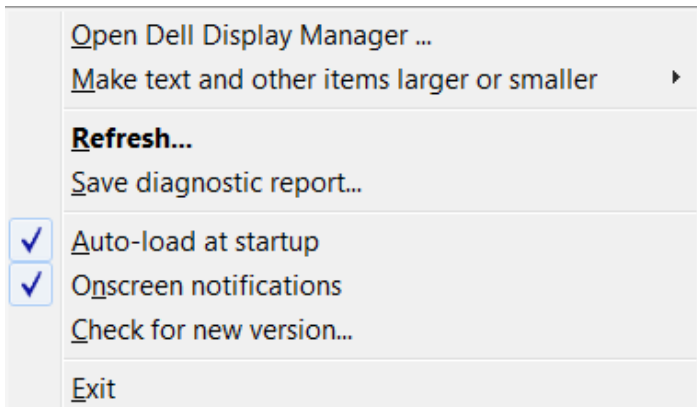 Open Dell Display Manager ...
Make text and other items larger or smaller
Refresh...
Save diagnostic report...
Auto-load at startup
Onscreen notifications
Check for new version...
Exit